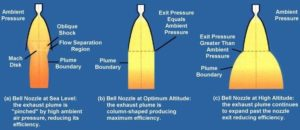 Ambient
Pressure
Oblique
Shock
Flow Separation
Region
Mach
Disk
Plume
Boundary
(a) Bell Nozzle at Sea Level:
the exhaust plume is
"pinched" by high ambient
air pressure, reducing its
efficiency.
Exit Pressure
Equals
Ambient
Pressure
Plume
Boundary
(b) Bell Nozzle at Optimum Altitude:
the exhaust plume is
column-shaped producing
maximum efficiency.
Ambient
Pressure
Exit Pressure
Greater Than
Ambient
Pressure
Plume
Boundary
(c) Bell Nozzle at High Altitude:
the exhaust plume continues
to expand past the nozzle
exit reducing efficiency.